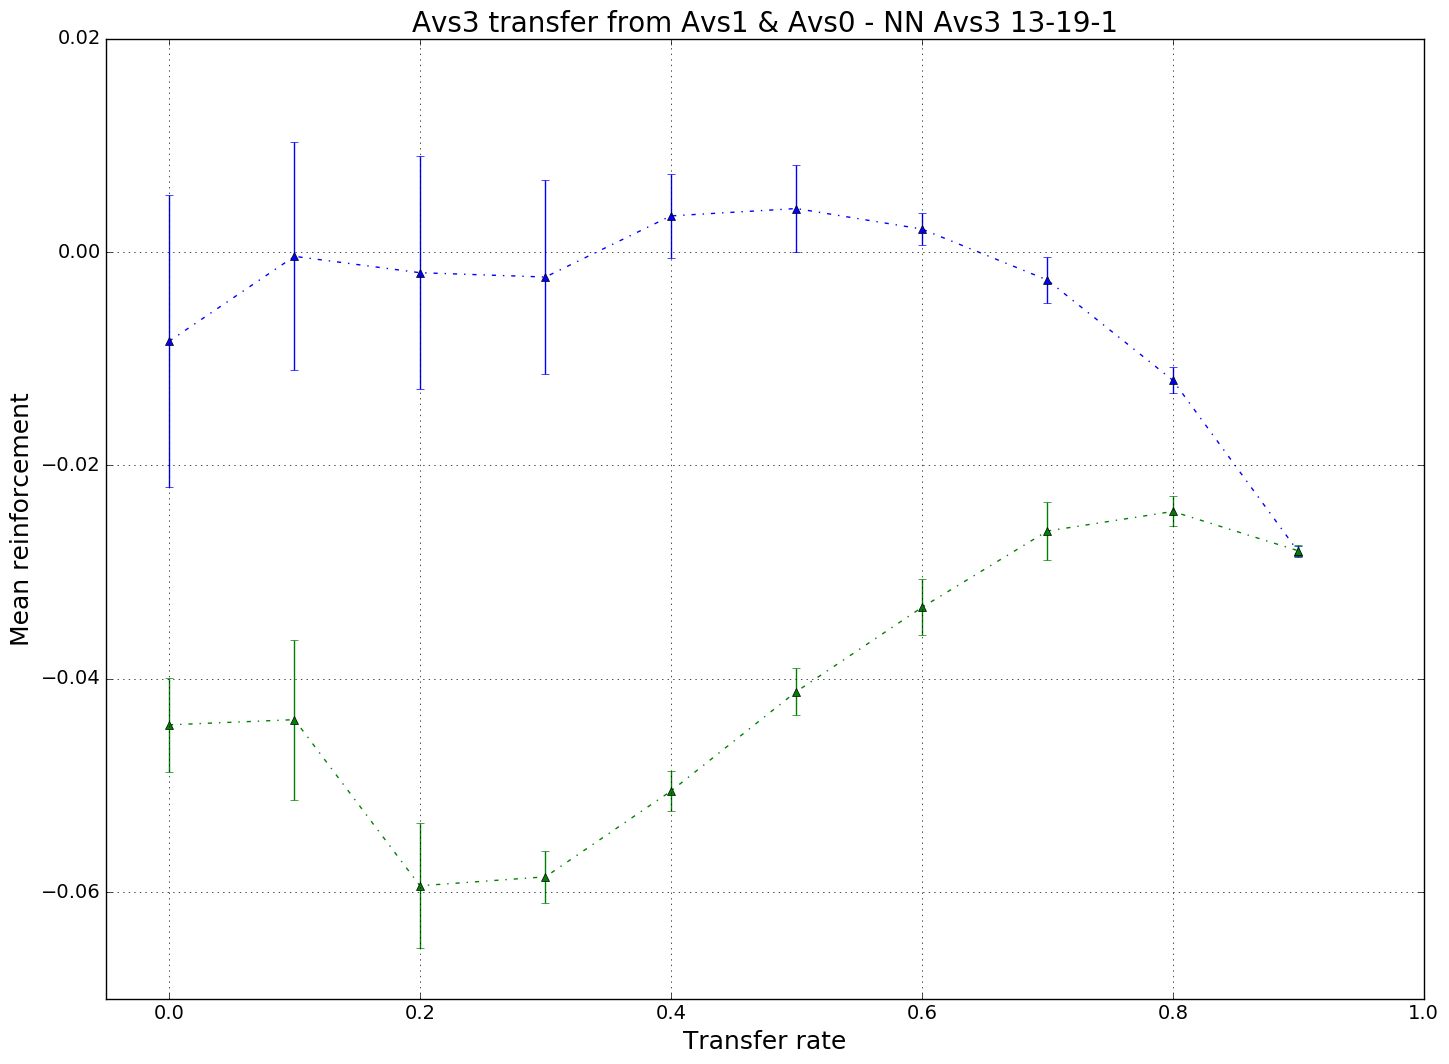 Avs3 transfer from Avs1 & Avs0 - NN Avs3 13-19-1
0.02
0.00
−0.02
−0.04
−0.06
Mean reinforcement
0.0 0.2 0.4 0.6 0.8 1.0
Transfer rate